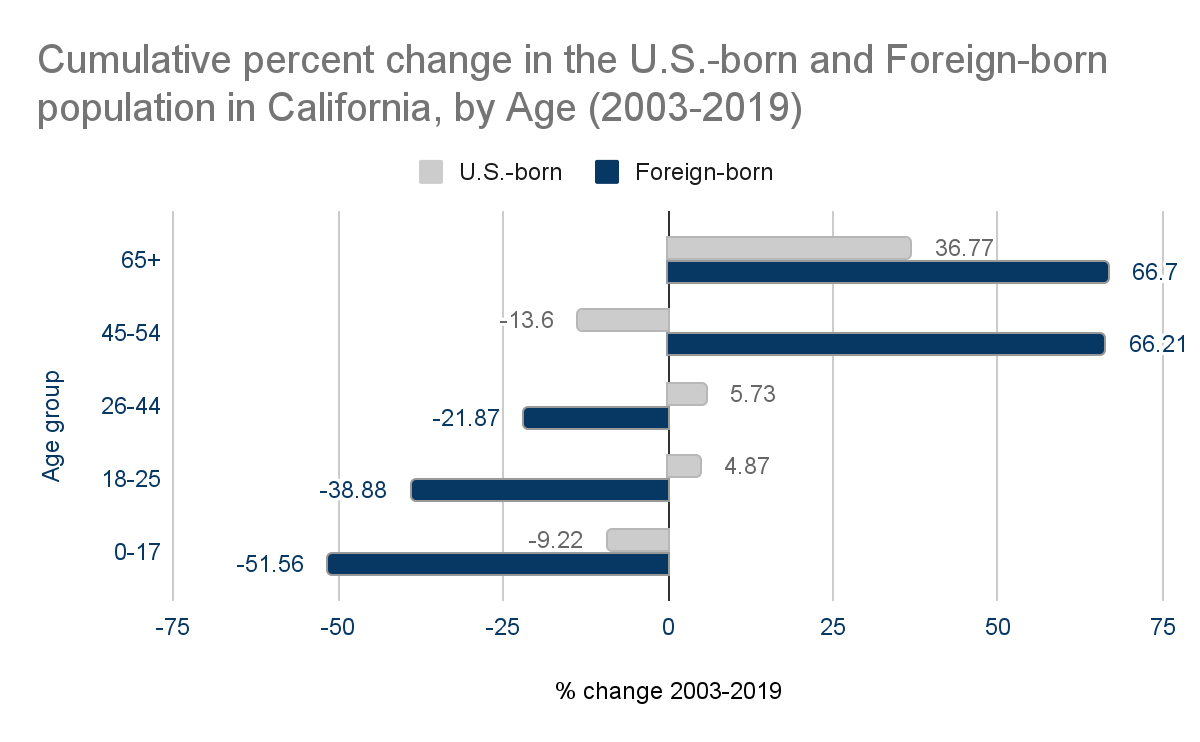 Cumulative percent change in the U.S.-born and Foreign-born
population in California, by Age (2003-2019)
U.S.-born Foreign-born
65+ 36.77
66.7
45-54 -13.6
66.21
26-44 5.73
-21.87
18-25 4.87
-38.88
0-17 -9.22
-51.56
Age group
-75 -50 -25 0 25 50 75
% change 2003-2019